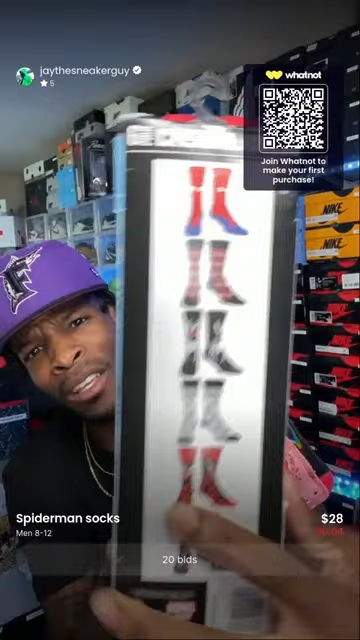 jaythesneakerguy
★ 5
whatnot
Join Whatnot to
make your first
purchase!
NIKE
NIKE
F
Spiderman socks
$28
Men 8-12
20 bids